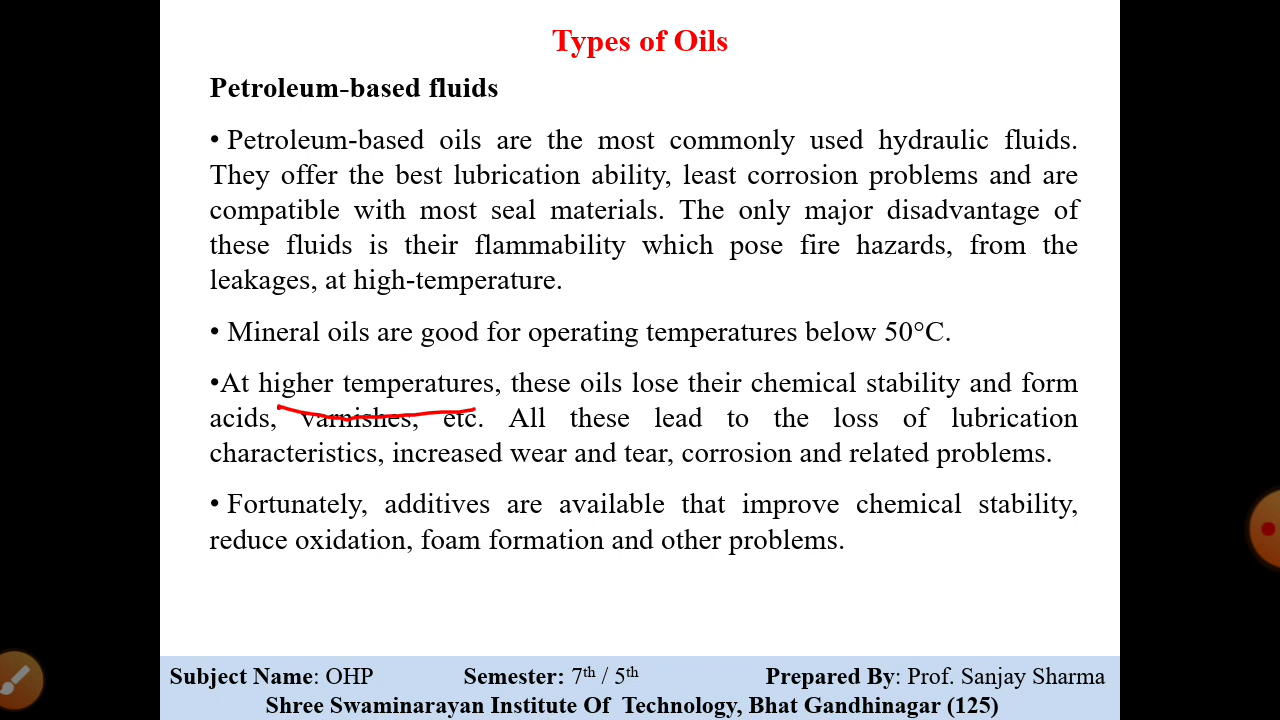 Types of Oils
Petroleum-based fluids
• Petroleum-based oils are the most commonly used hydraulic fluids.
They offer the best lubrication ability, least corrosion problems and are
compatible with most seal materials. The only major disadvantage of
these fluids is their flammability which pose fire hazards, from the
leakages, at high-temperature.
• Mineral oils are good for operating temperatures below 50°C.
•At higher temperatures, these oils lose their chemical stability and form
acids, varnishes, etc. All these lead to the loss of lubrication
characteristics, increased wear and tear, corrosion and related problems.
• Fortunately, additives are available that improve chemical stability,
reduce oxidation, foam formation and other problems.
Subject Name: OHP Semester: 7th / 5th Prepared By: Prof. Sanjay Sharma
Shree Swaminarayan Institute Of Technology, Bhat Gandhinagar (125)